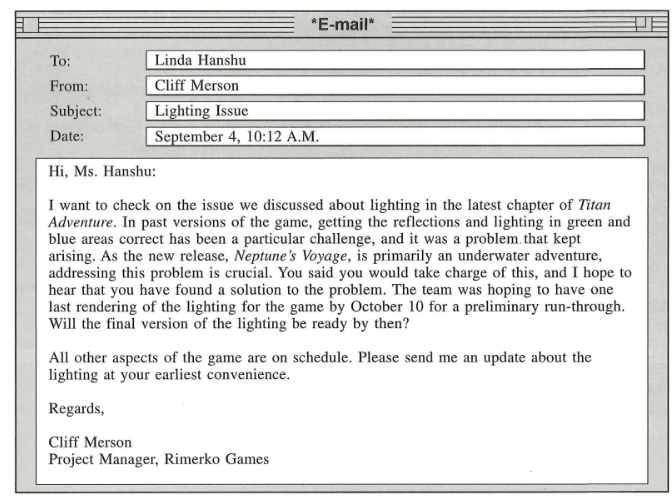 *E-mail*
To: Linda Hanshu
From: Cliff Merson
Subject: Lighting Issue
Date: September 4, 10:12 A.M.
Hi, Ms. Hanshu:
I want to check on the issue we discussed about lighting in the latest chapter of Titan
Adventure. In past versions of the game, getting the reflections and lighting in green and
blue areas correct has been a particular challenge, and it was a problem that kept
arising. As the new release, Neptune's Voyage, is primarily an underwater adventure,
addressing this problem is crucial. You said you would take charge of this, and I hope to
hear that you have found a solution to the problem. The team was hoping to have one
last rendering of the lighting for the game by October 10 for a preliminary run-through.
Will the final version of the lighting be ready by then?
All other aspects of the game are on schedule. Please send me an update about the
lighting at your earliest convenience.
Regards,
Cliff Merson
Project Manager, Rimerko Games